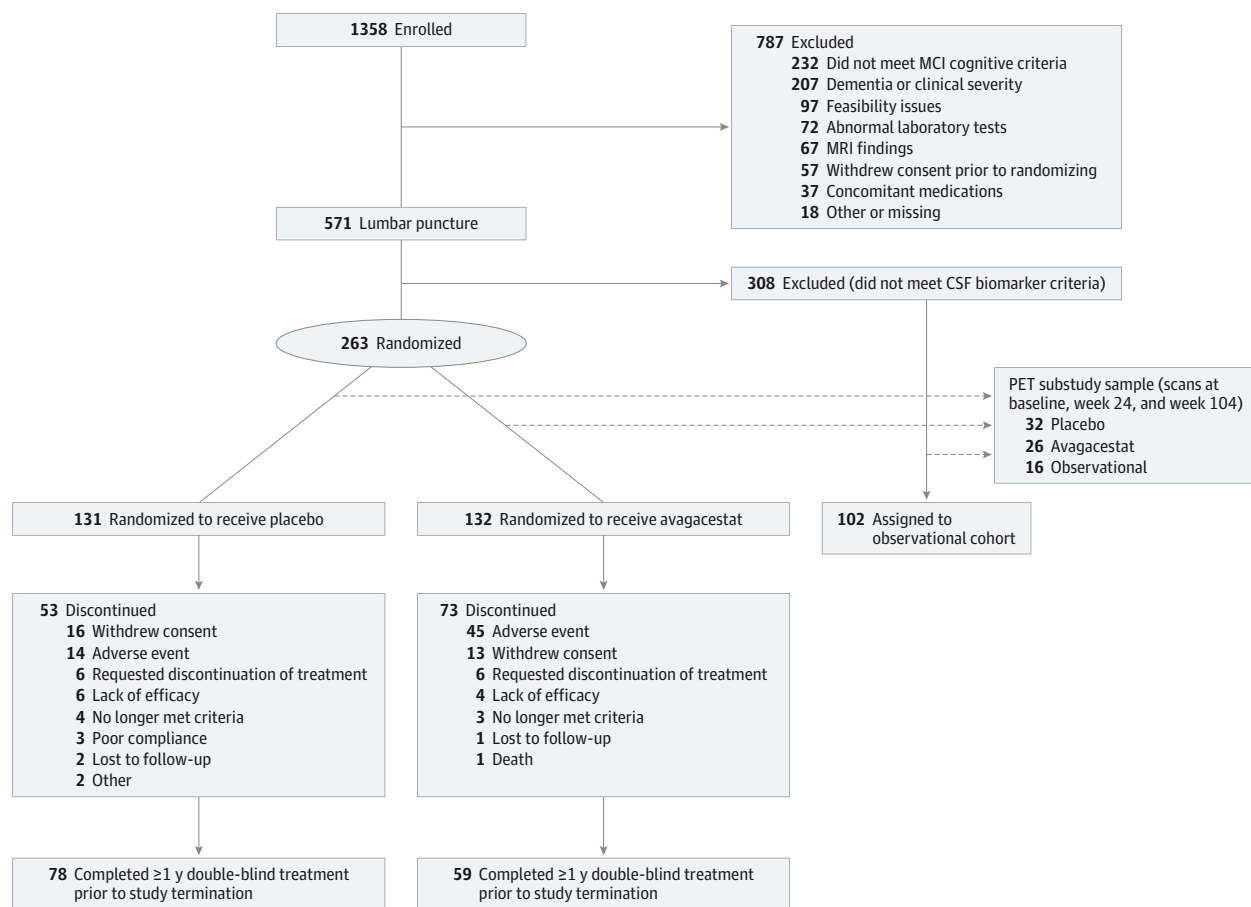 1358 Enrolled
787 Excluded
232 Did not meet MCI cognitive criteria
207 Dementia or clinical severity
97 Feasibility issues
72 Abnormal laboratory tests
67 MRI findings
57 Withdrew consent prior to randomizing
37 Concomitant medications
18 Other or missing
571 Lumbar puncture
308 Excluded (did not meet CSF biomarker criteria)
263 Randomized
PET substudy sample (scans at
baseline, week 24, and week 104)
32 Placebo
26 Avagacestat
16 Observational
131 Randomized to receive placebo
132 Randomized to receive avagacestat
102 Assigned to
observational cohort
53 Discontinued
16 Withdrew consent
14 Adverse event
6 Requested discontinuation of treatment
6 Lack of efficacy
4 No longer met criteria
3 Poor compliance
2 Lost to follow-up
2 Other
73 Discontinued
45 Adverse event
13 Withdrew consent
6 Requested discontinuation of treatment
4 Lack of efficacy
3 No longer met criteria
1 Lost to follow-up
1 Death
78 Completed ≥1 y double-blind treatment
prior to study termination
59 Completed ≥1 y double-blind treatment
prior to study termination